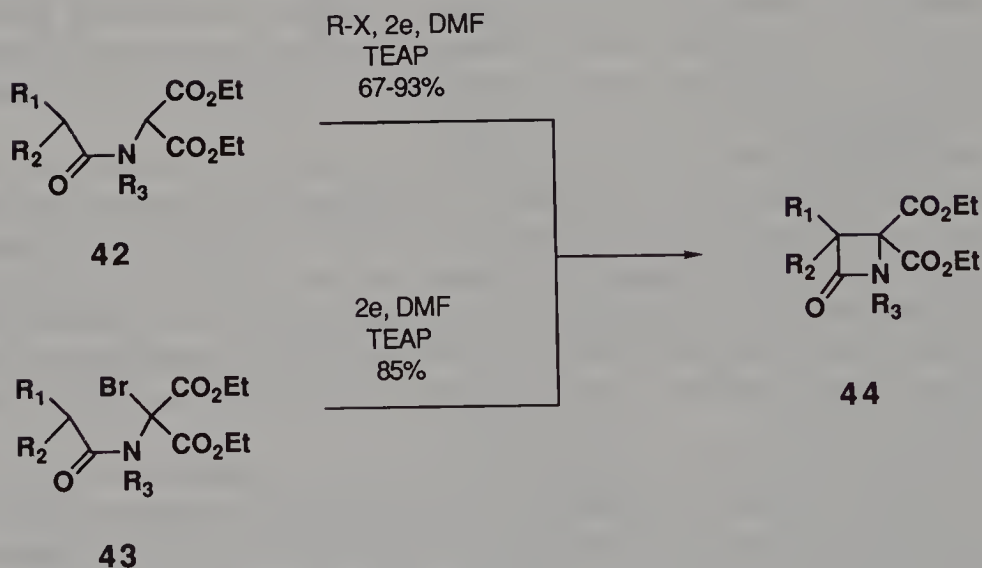 R-X, 2e, DMF
TEAP
67-93%
R₁
CO₂Et
R₂
CO₂Et
N
O
R₃
42
R₁
CO₂Et
R₂
CO₂Et
N
O
R₃
44
2e, DMF
TEAP
85%
Br
R₁
CO₂Et
R₂
CO₂Et
N
O
R₃
43